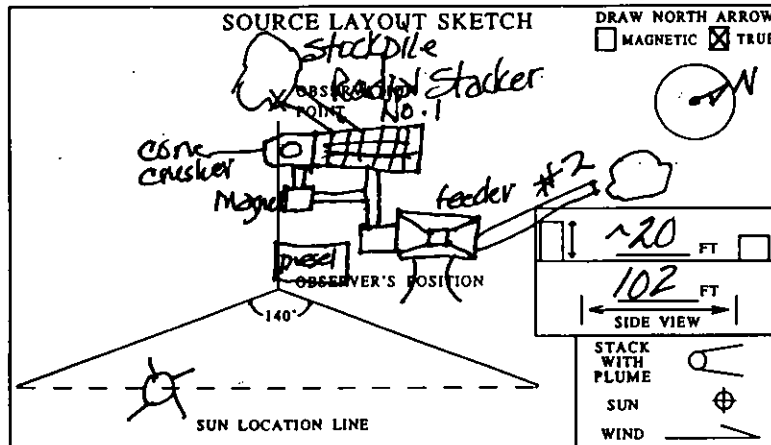 SOURCE LAYOUT SKETCH
DRAW NORTH ARROW
MAGNETIC TRUE
Stockpile
Radial Stacker
No. 1
OBSERVATION
POINT
N
cone
crusher
Magnet
feeder #2
Diesel
OBSERVER'S POSITION
140°
~20 FT
102 FT
SIDE VIEW
STACK
WITH
PLUME
SUN
WIND
SUN LOCATION LINE